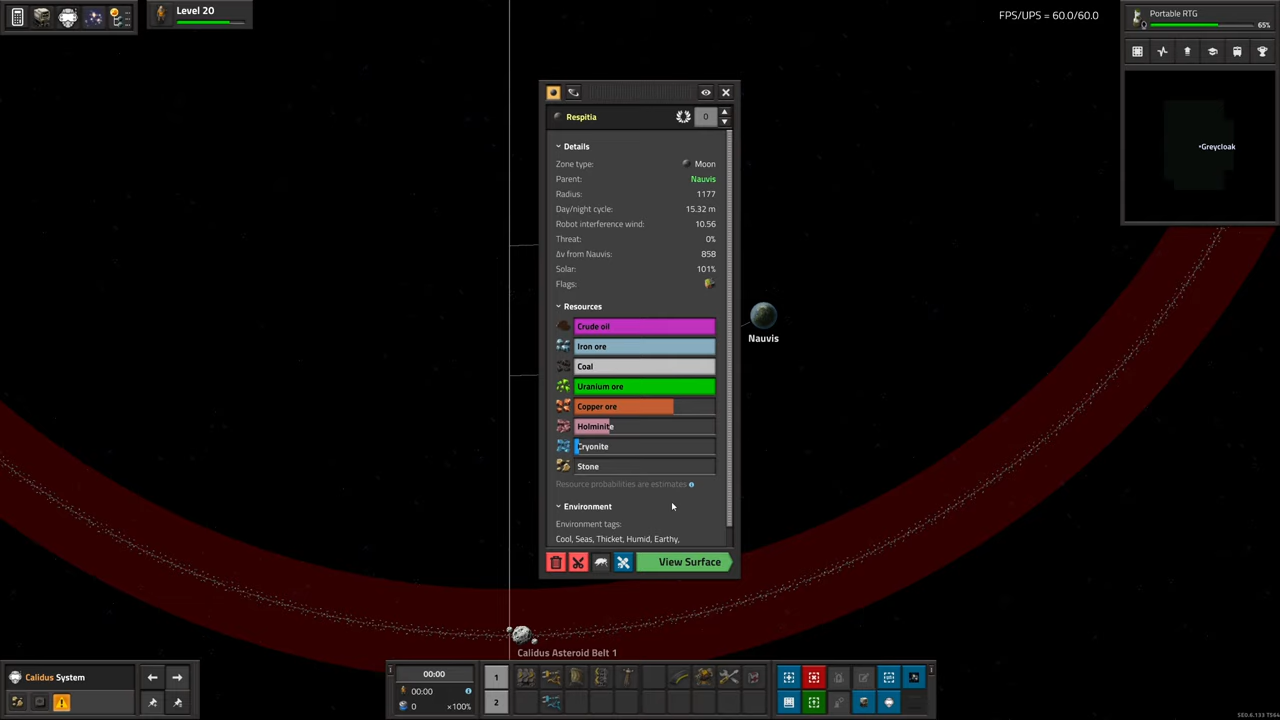 Level 20
FPS/UPS = 60.0/60.0
Portable RTG
65%
Greycloak
Respitia
0
Details
Zone type: Moon
Parent: Nauvis
Radius: 1177
Day/night cycle: 15.32 m
Robot interference wind: 10.56
Threat: 0%
Δv from Nauvis: 858
Solar: 101%
Flags:
Resources
Crude oil
Iron ore
Coal
Uranium ore
Copper ore
Holminite
Cryonite
Stone
Resource probabilities are estimates
Environment
Environment tags:
Cool, Seas, Thicket, Humid, Earthy,
View Surface
Nauvis
Calidus Asteroid Belt 1
Calidus System
00:00
00:00
0 ×100%
1
2